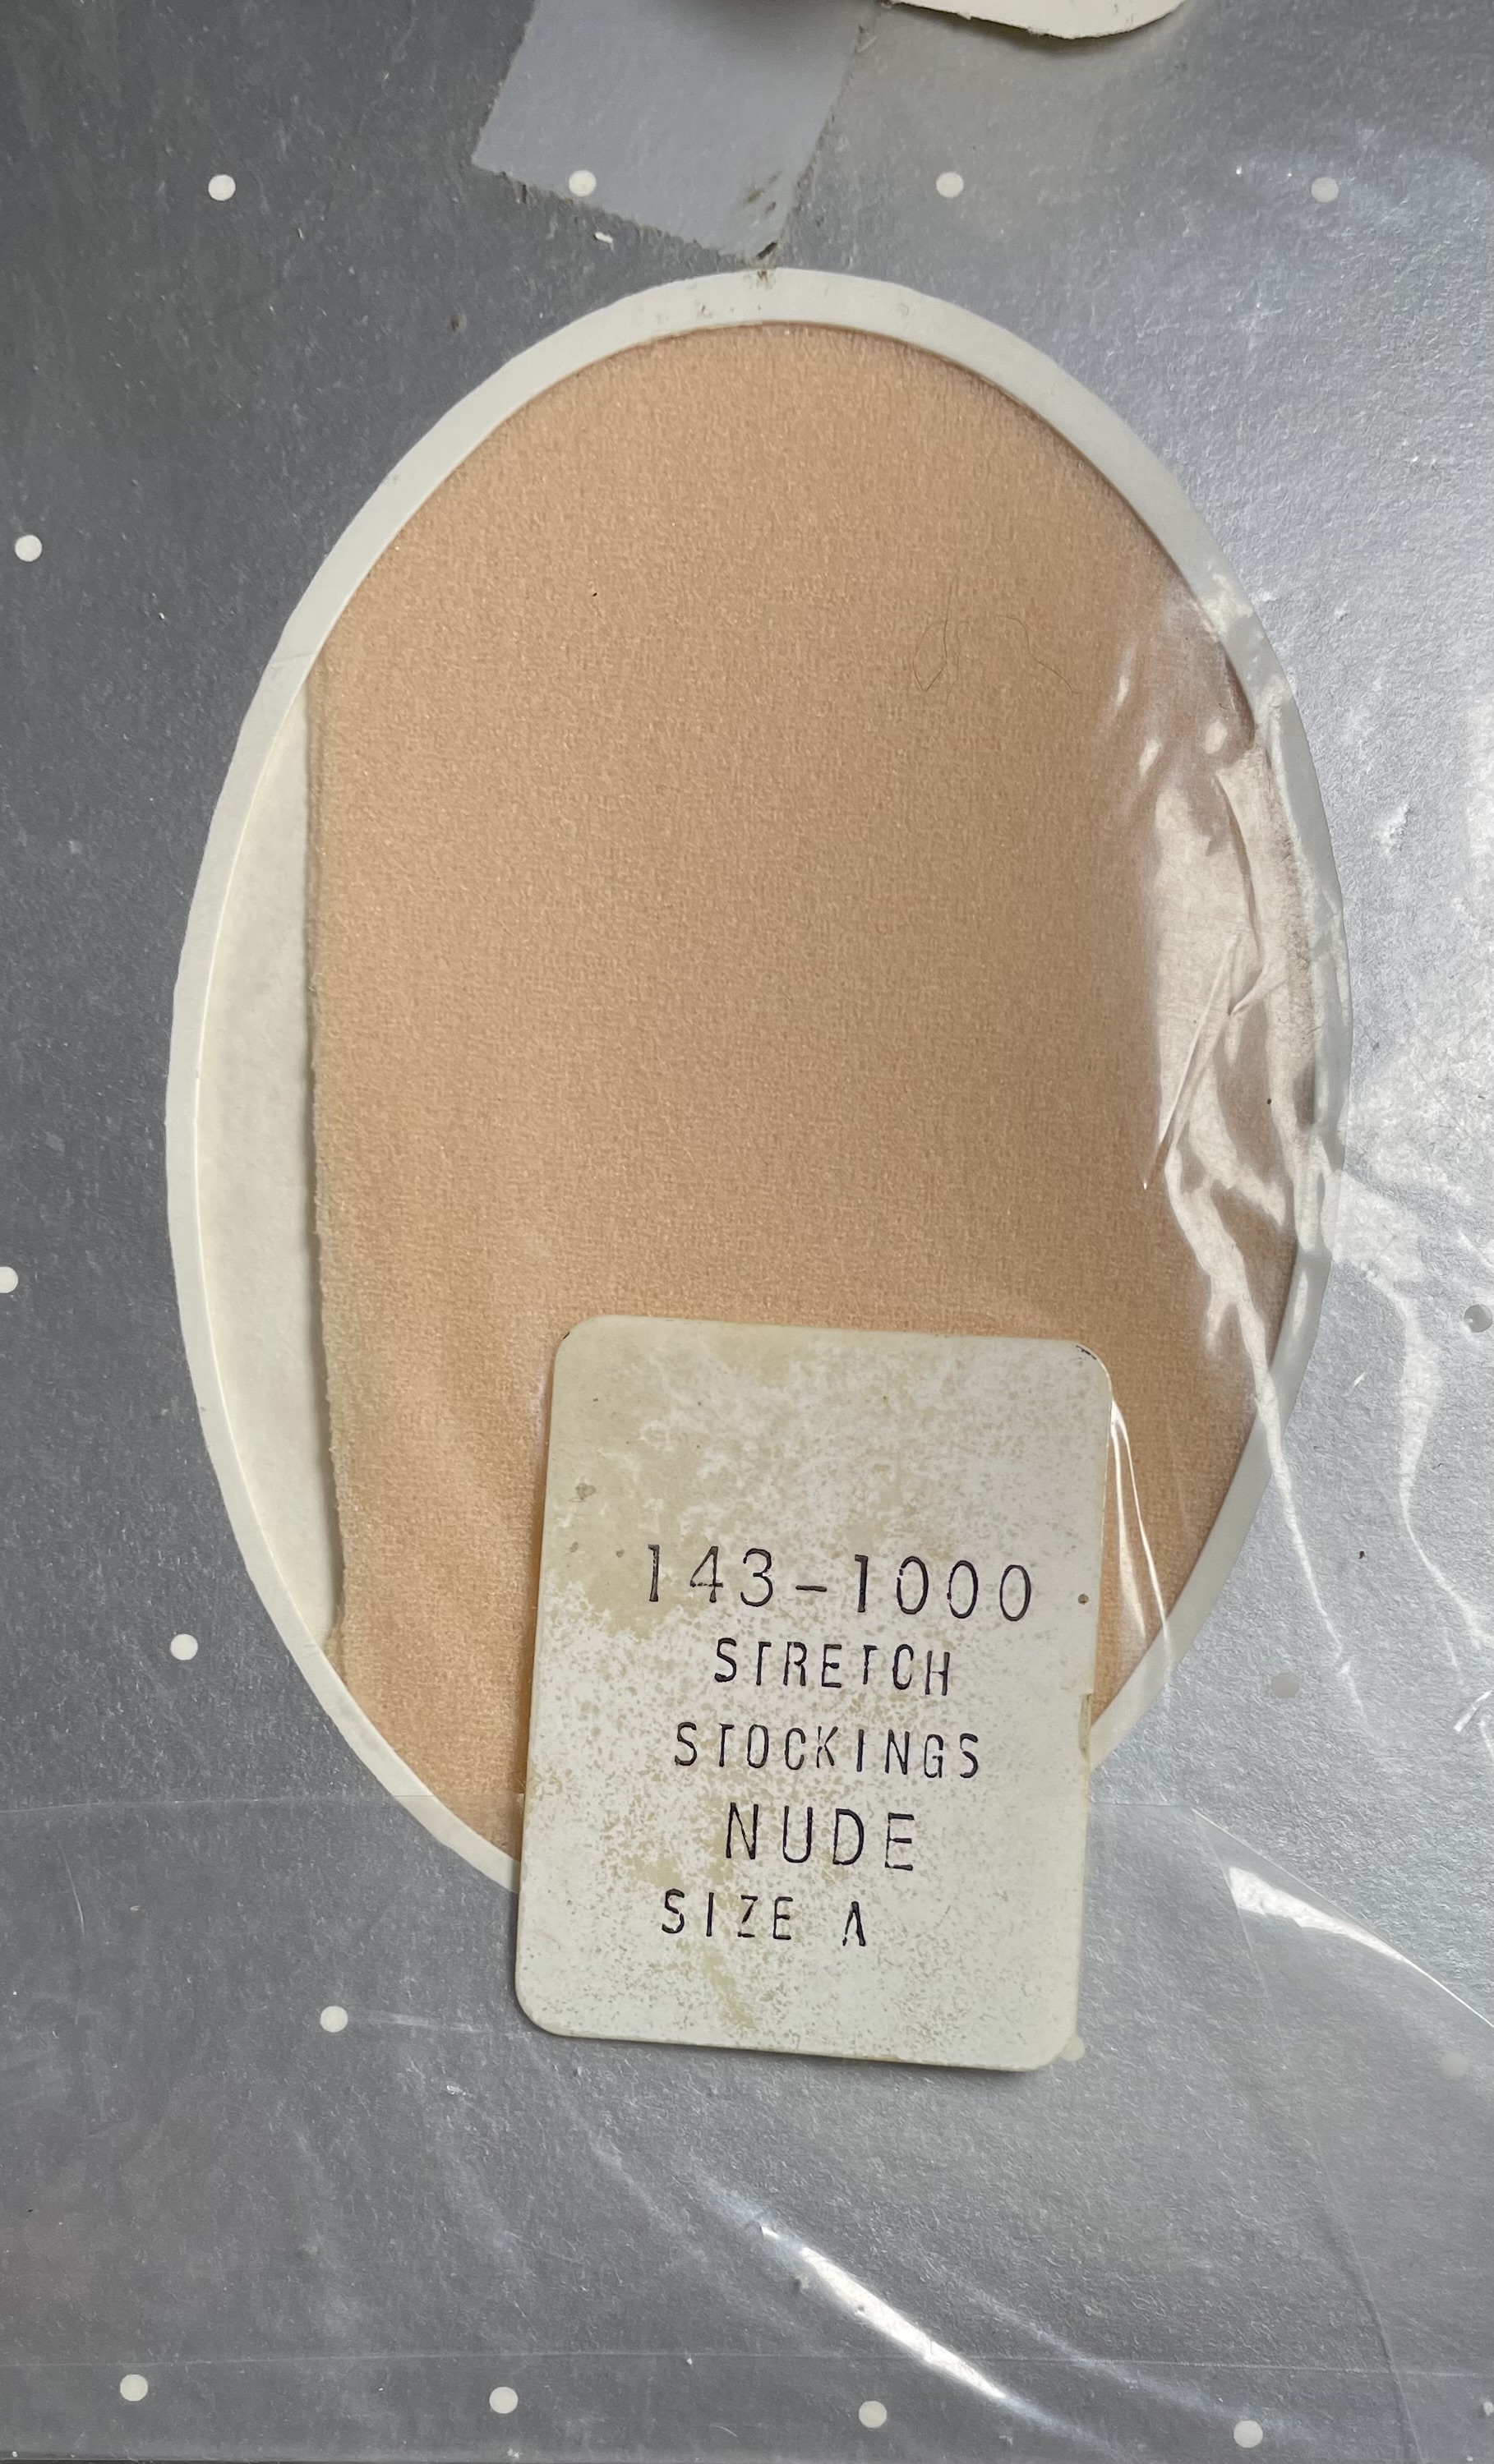 143-1000
STRETCH
STOCKINGS
NUDE
SIZE A